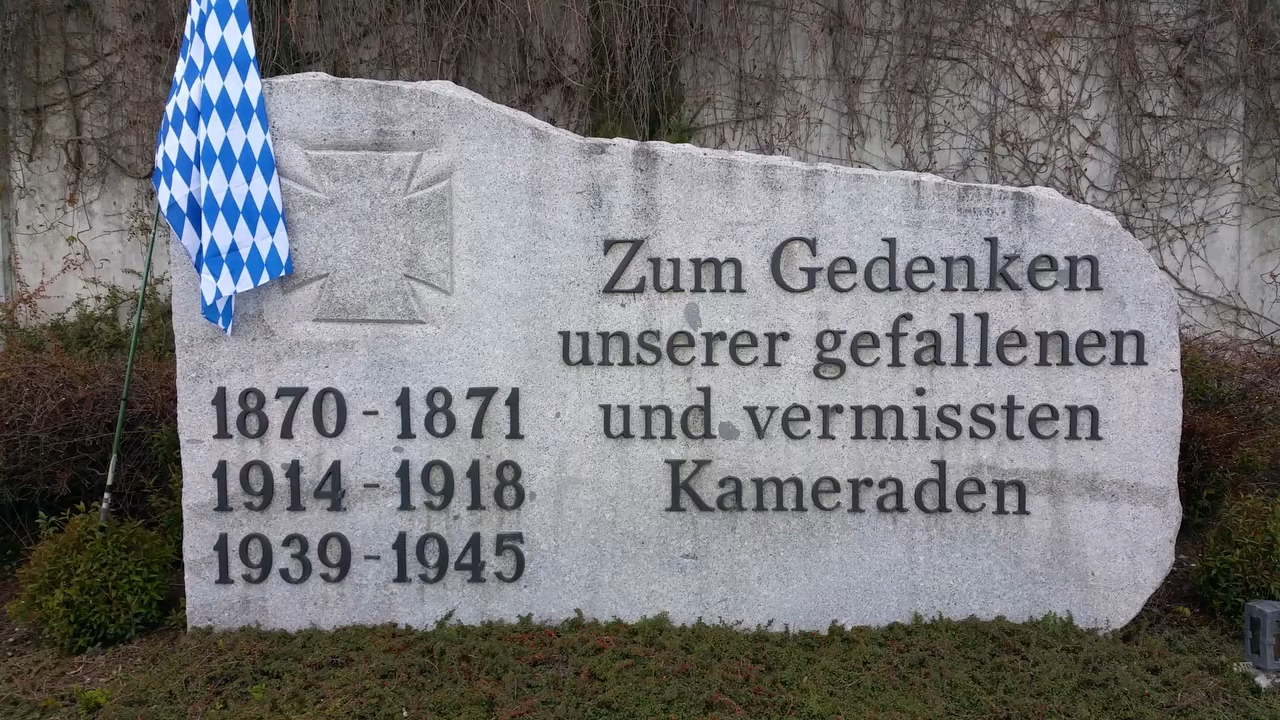 Zum Gedenken
unserer gefallenen
und vermissten
Kameraden
1870 - 1871
1914 - 1918
1939 - 1945